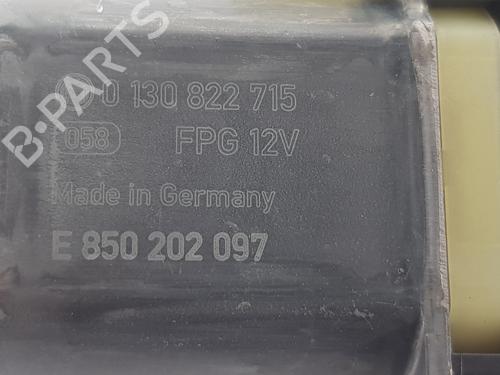 B-PARTS
0 130 822 715
058 FPG 12V
Made in Germany
E 850 202 097